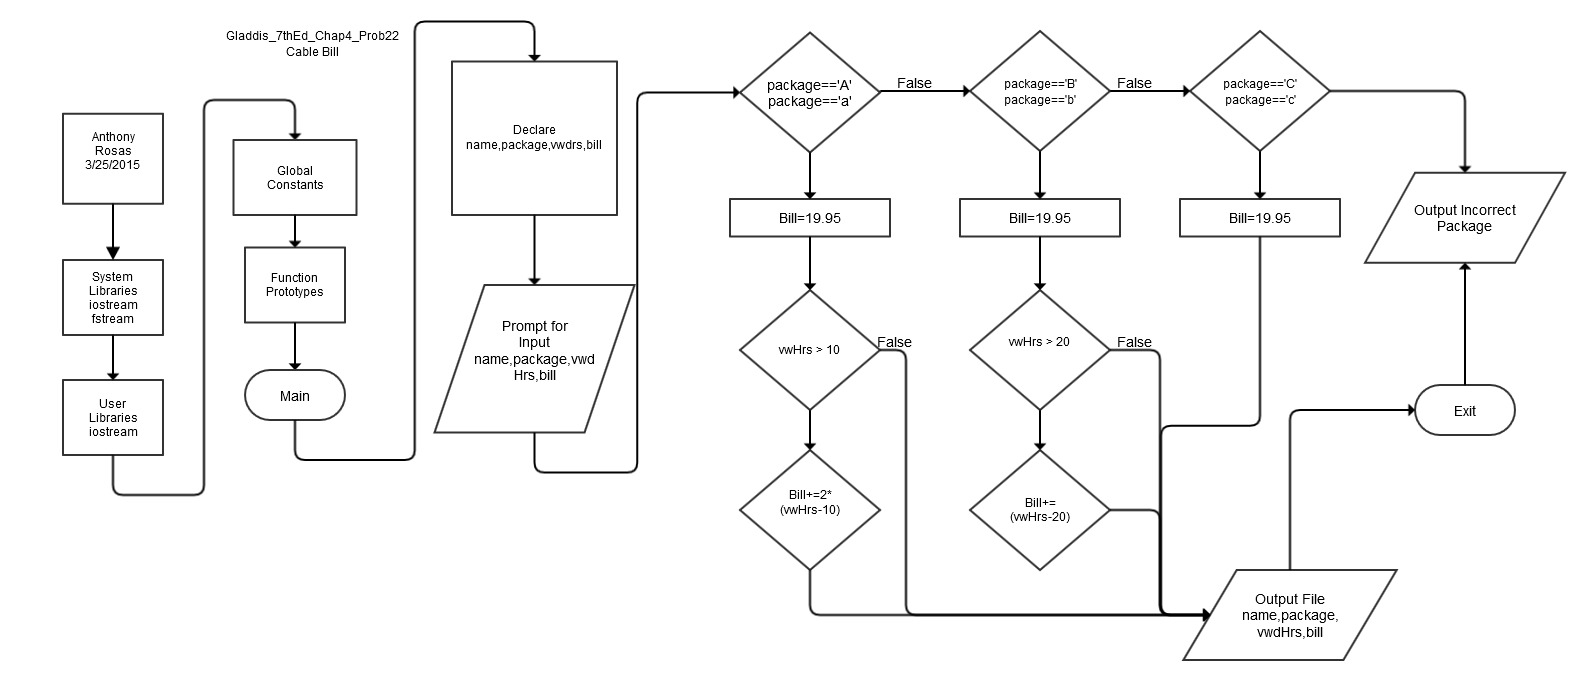 Gladdis_7thEd_Chap4_Prob22
Cable Bill
Anthony
Rosas
3/25/2015
System
Libraries
iostream
fstream
User
Libraries
iostream
Global
Constants
Function
Prototypes
Main
Declare
name,package,vwdrs,bill
Prompt for
Input
name,package,vwd
Hrs,bill
package=='A'
package=='a'
False
package=='B'
package=='b'
False
package=='C'
package=='c'
Bill=19.95
Bill=19.95
Bill=19.95
Output Incorrect
Package
vwHrs > 10
False
vwHrs > 20
False
Bill+=2*
(vwHrs-10)
Bill+=
(vwHrs-20)
Exit
Output File
name,package,
vwdHrs,bill